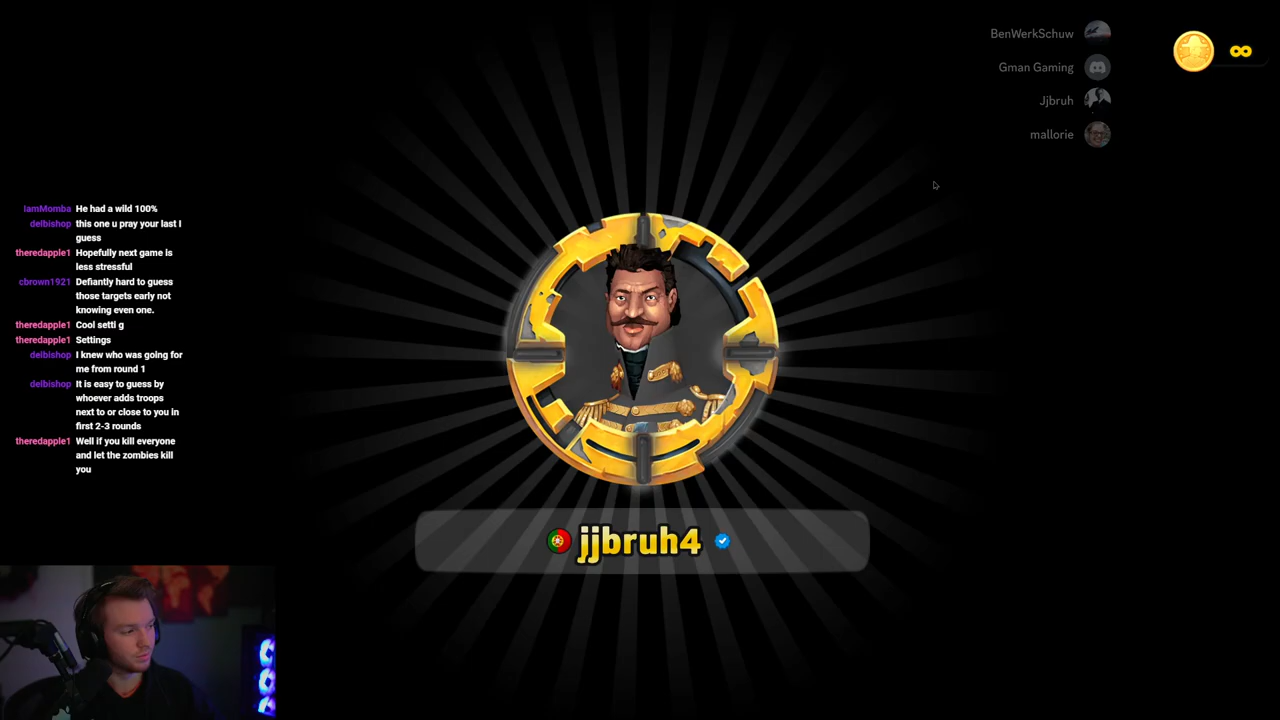 BenWerkSchuw
Gman Gaming
Jjbruh
mallorie
∞
IamMomba He had a wild 100%
delbishop this one u pray your last I
guess
theredapple1 Hopefully next game is
less stressful
cbrown1921 Defiantly hard to guess
those targets early not
knowing even one.
theredapple1 Cool setti g
theredapple1 Settings
delbishop I knew who was going for
me from round 1
delbishop It is easy to guess by
whoever adds troops
next to or close to you in
first 2-3 rounds
theredapple1 Well if you kill everyone
and let the zombies kill
you
jjbruh4